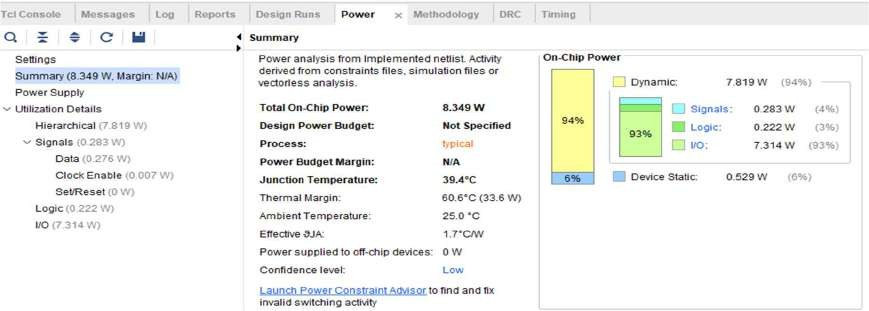 Tcl Console Messages Log Reports Design Runs Power × Methodology DRC Timing
Summary
Settings
Summary (8.349 W, Margin: N/A)
Power Supply
Utilization Details
Hierarchical (7.819 W)
Signals (0.283 W)
Data (0.276 W)
Clock Enable (0.007 W)
Set/Reset (0 W)
Logic (0.222 W)
I/O (7.314 W)
Power analysis from Implemented netlist. Activity
derived from constraints files, simulation files or
vectorless analysis.
Total On-Chip Power: 8.349 W
Design Power Budget: Not Specified
Process: typical
Power Budget Margin: N/A
Junction Temperature: 39.4°C
Thermal Margin: 60.6°C (33.6 W)
Ambient Temperature: 25.0 °C
Effective ϑJA: 1.7°C/W
Power supplied to off-chip devices: 0 W
Confidence level: Low
Launch Power Constraint Advisor to find and fix
invalid switching activity
On-Chip Power
94%
6%
Dynamic: 7.819 W (94%)
93%
Signals: 0.283 W (4%)
Logic: 0.222 W (3%)
I/O: 7.314 W (93%)
Device Static: 0.529 W (6%)